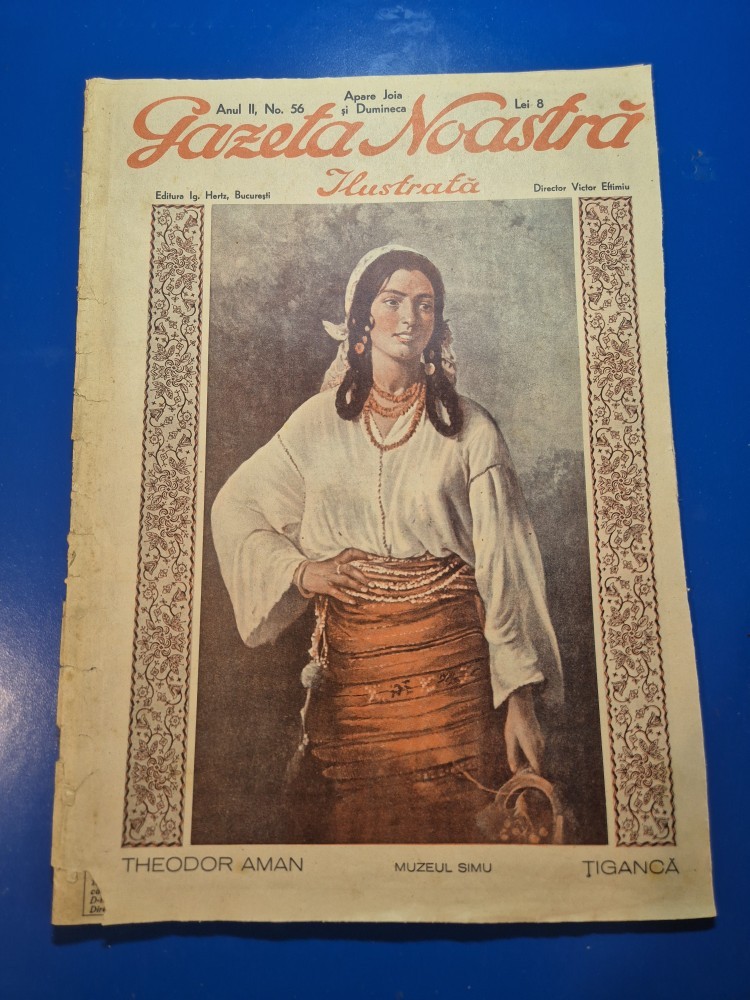 Apare Joia
Anul II, No. 56 și Dumineca Lei 8
Gazeta Noastră
Ilustrată
Editura Ig. Hertz, București Director Victor Eftimiu
THEODOR AMAN MUZEUL SIMU ȚIGANCĂ